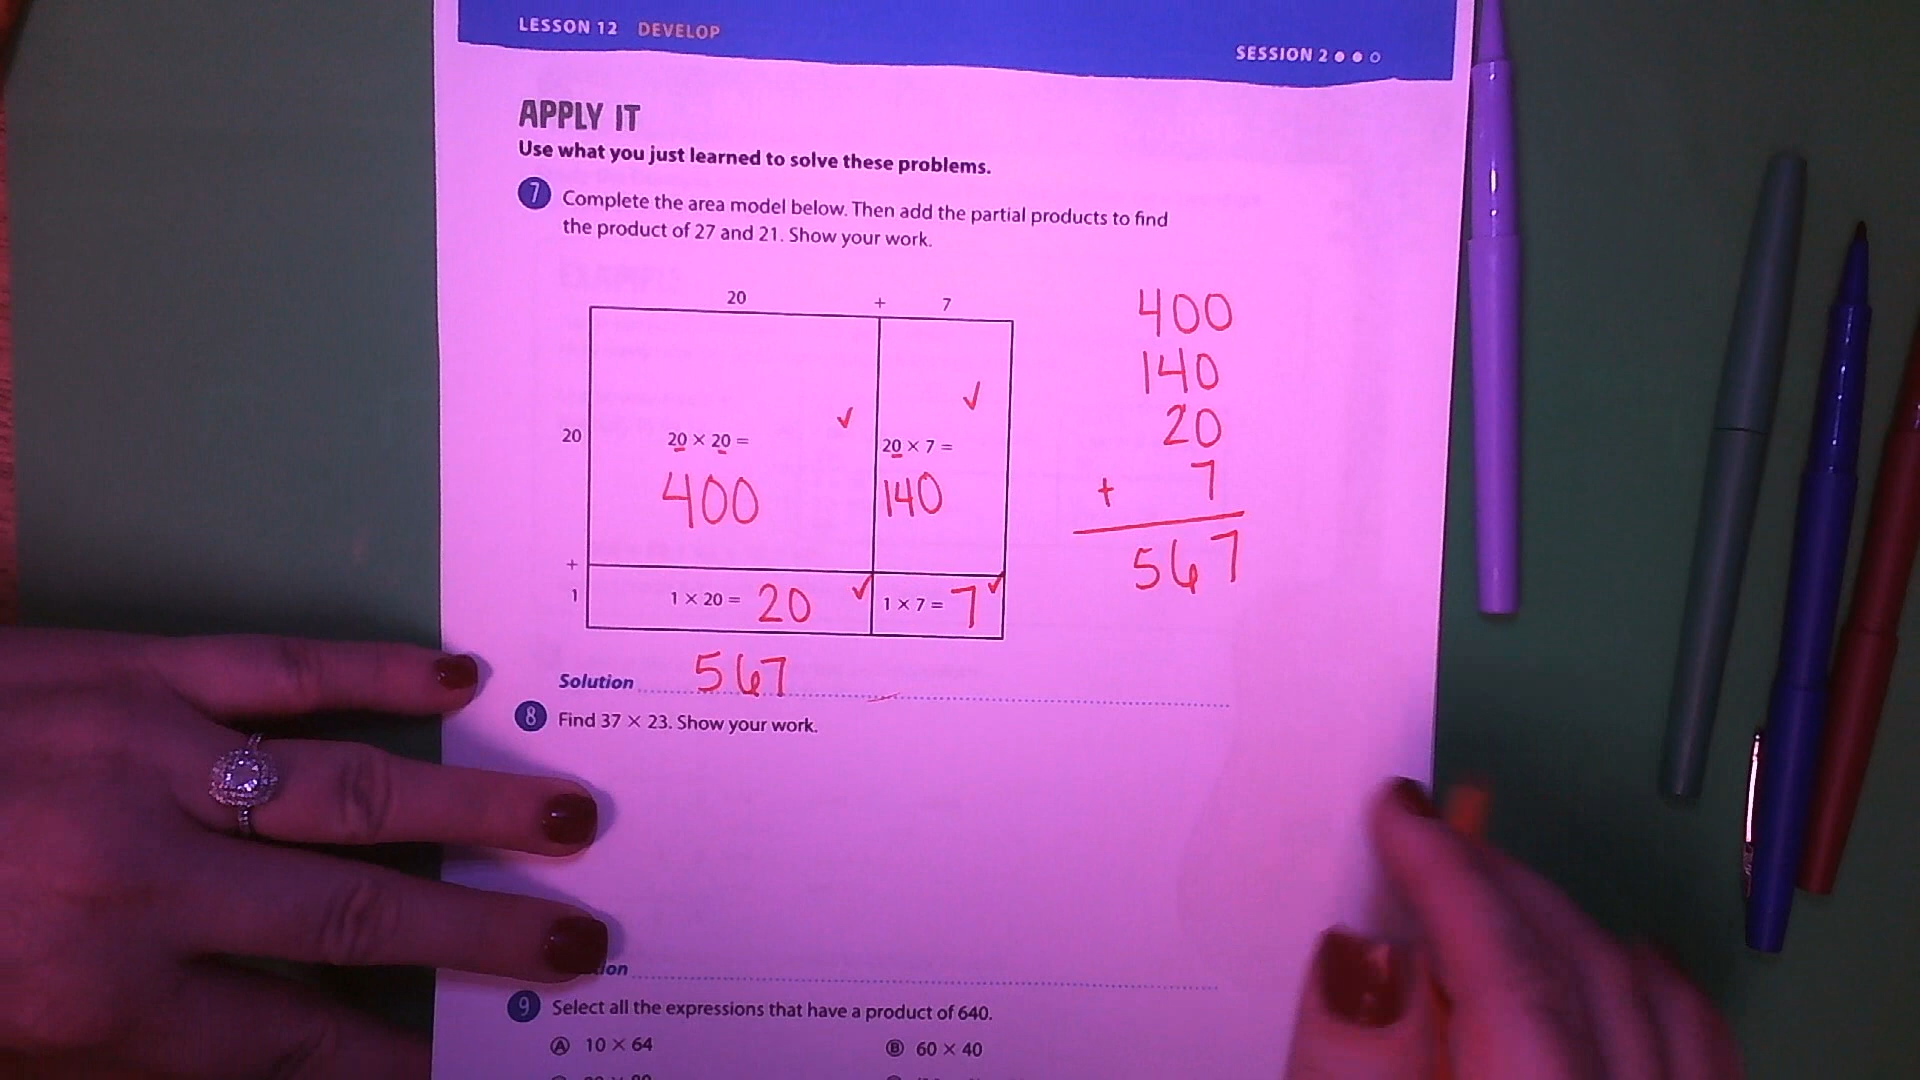 LESSON 12 DEVELOP
SESSION 2
APPLY IT
Use what you just learned to solve these problems.
7 Complete the area model below. Then add the partial products to find
the product of 27 and 21. Show your work.
20 + 7
20
20 × 20 =
400
20 × 7 =
140
+
1
1 × 20 = 20
1 × 7 = 7
400
140
20
+ 7
567
Solution 567
8 Find 37 × 23. Show your work.
9 Select all the expressions that have a product of 640.
A 10 × 64
B 60 × 40